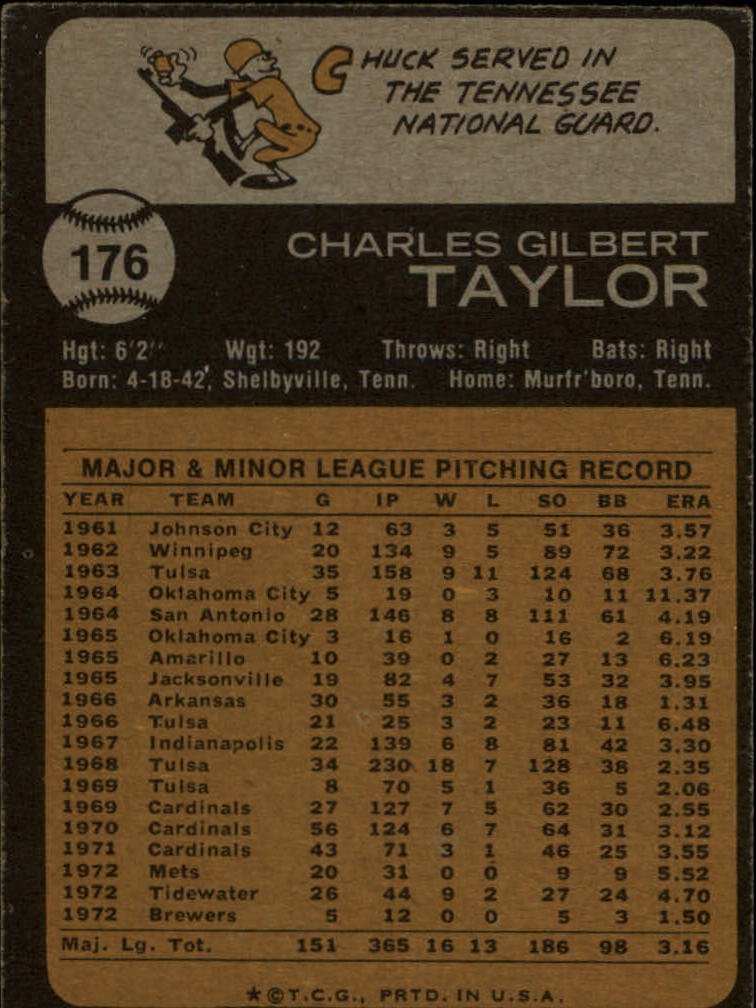 CHUCK SERVED IN
THE TENNESSEE
NATIONAL GUARD.
176
CHARLES GILBERT
TAYLOR
Hgt: 6'2" Wgt: 192 Throws: Right Bats: Right
Born: 4-18-42, Shelbyville, Tenn. Home: Murfr'boro, Tenn.
MAJOR & MINOR LEAGUE PITCHING RECORD
YEAR TEAM G IP W L SO BB ERA
1961 Johnson City 12 63 3 5 51 36 3.57
1962 Winnipeg 20 134 9 5 89 72 3.22
1963 Tulsa 35 158 9 11 124 68 3.76
1964 Oklahoma City 5 19 0 3 10 11 11.37
1964 San Antonio 28 146 8 8 111 61 4.19
1965 Oklahoma City 3 16 1 0 16 2 6.19
1965 Amarillo 10 39 0 2 27 13 6.23
1965 Jacksonville 19 82 4 7 53 32 3.95
1966 Arkansas 30 55 3 2 36 18 1.31
1966 Tulsa 21 25 3 2 23 11 6.48
1967 Indianapolis 22 139 6 8 81 42 3.30
1968 Tulsa 34 230 18 7 128 38 2.35
1969 Tulsa 8 70 5 1 36 5 2.06
1969 Cardinals 27 127 7 5 62 30 2.55
1970 Cardinals 56 124 6 7 64 31 3.12
1971 Cardinals 43 71 3 1 46 25 3.55
1972 Mets 20 31 0 0 9 9 5.52
1972 Tidewater 26 44 9 2 27 24 4.70
1972 Brewers 5 12 0 0 5 3 1.50
Maj. Lg. Tot. 151 365 16 13 186 98 3.16
★©T.C.G., PRTD. IN U.S.A.